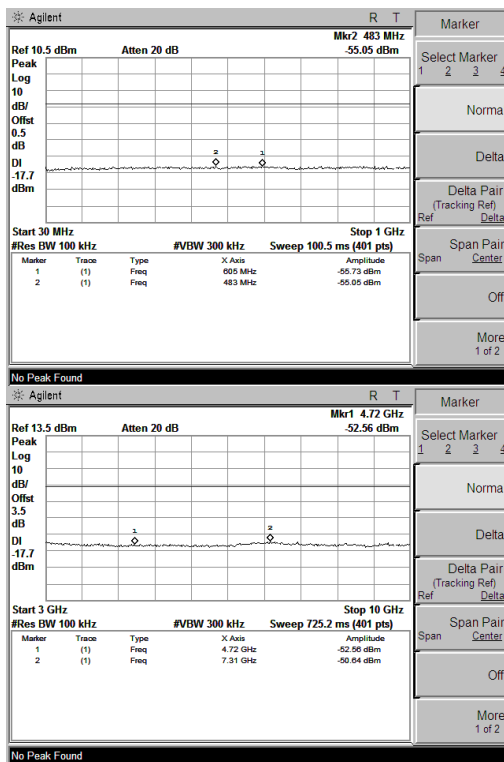 Agilent R T
Mkr2 483 MHz
Ref 10.5 dBm Atten 20 dB -55.05 dBm
Peak
Log
10
dB/
Offst
0.5
dB
DI
-17.7
dBm
2 1
Start 30 MHz Stop 1 GHz
#Res BW 100 kHz #VBW 300 kHz Sweep 100.5 ms (401 pts)
Marker Trace Type X Axis Amplitude
1 (1) Freq 605 MHz -55.73 dBm
2 (1) Freq 483 MHz -55.05 dBm
No Peak Found
Marker
Select Marker
1 2 3 4
Norma
Delta
Delta Pair
(Tracking Ref)
Ref Delta
Span Pair
Span Center
Off
More
1 of 2
Agilent R T
Mkr1 4.72 GHz
Ref 13.5 dBm Atten 20 dB -52.56 dBm
Peak
Log
10
dB/
Offst
3.5
dB
DI
-17.7
dBm
1 2
Start 3 GHz Stop 10 GHz
#Res BW 100 kHz #VBW 300 kHz Sweep 725.2 ms (401 pts)
Marker Trace Type X Axis Amplitude
1 (1) Freq 4.72 GHz -52.56 dBm
2 (1) Freq 7.31 GHz -50.64 dBm
No Peak Found
Marker
Select Marker
1 2 3 4
Norma
Delta
Delta Pair
(Tracking Ref)
Ref Delta
Span Pair
Span Center
Off
More
1 of 2